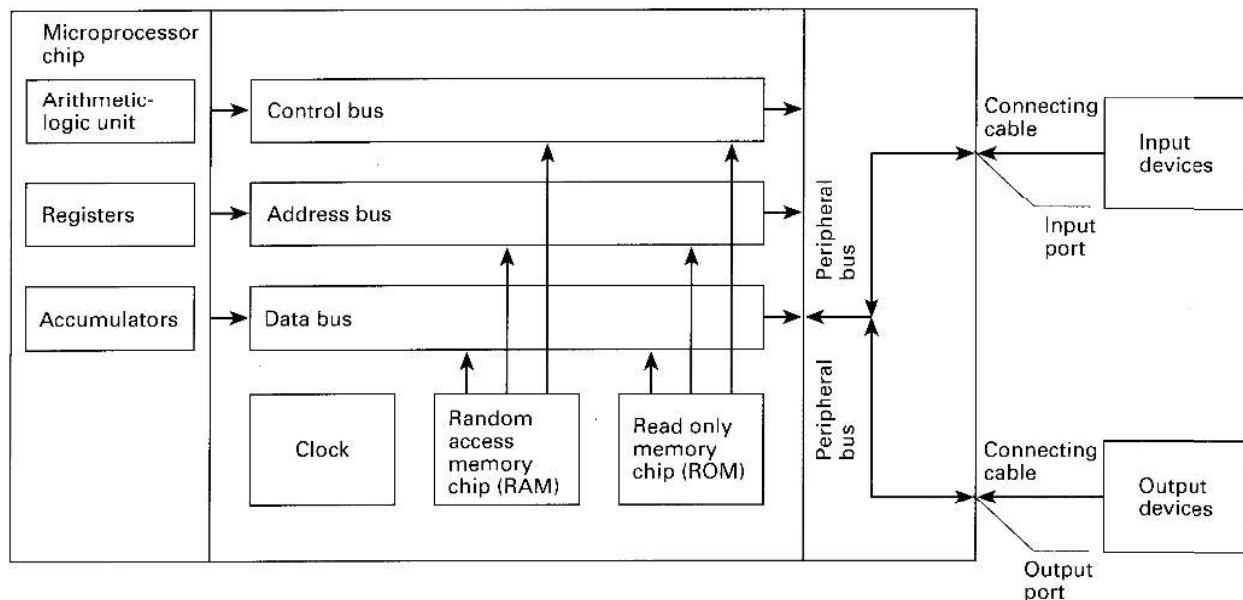 Microprocessor
chip
Arithmetic-
logic unit
Registers
Accumulators
Control bus
Address bus
Data bus
Clock
Random
access
memory
chip (RAM)
Read only
memory
chip (ROM)
Peripheral
bus
Peripheral
bus
Connecting
cable
Input
devices
Input
port
Connecting
cable
Output
devices
Output
port